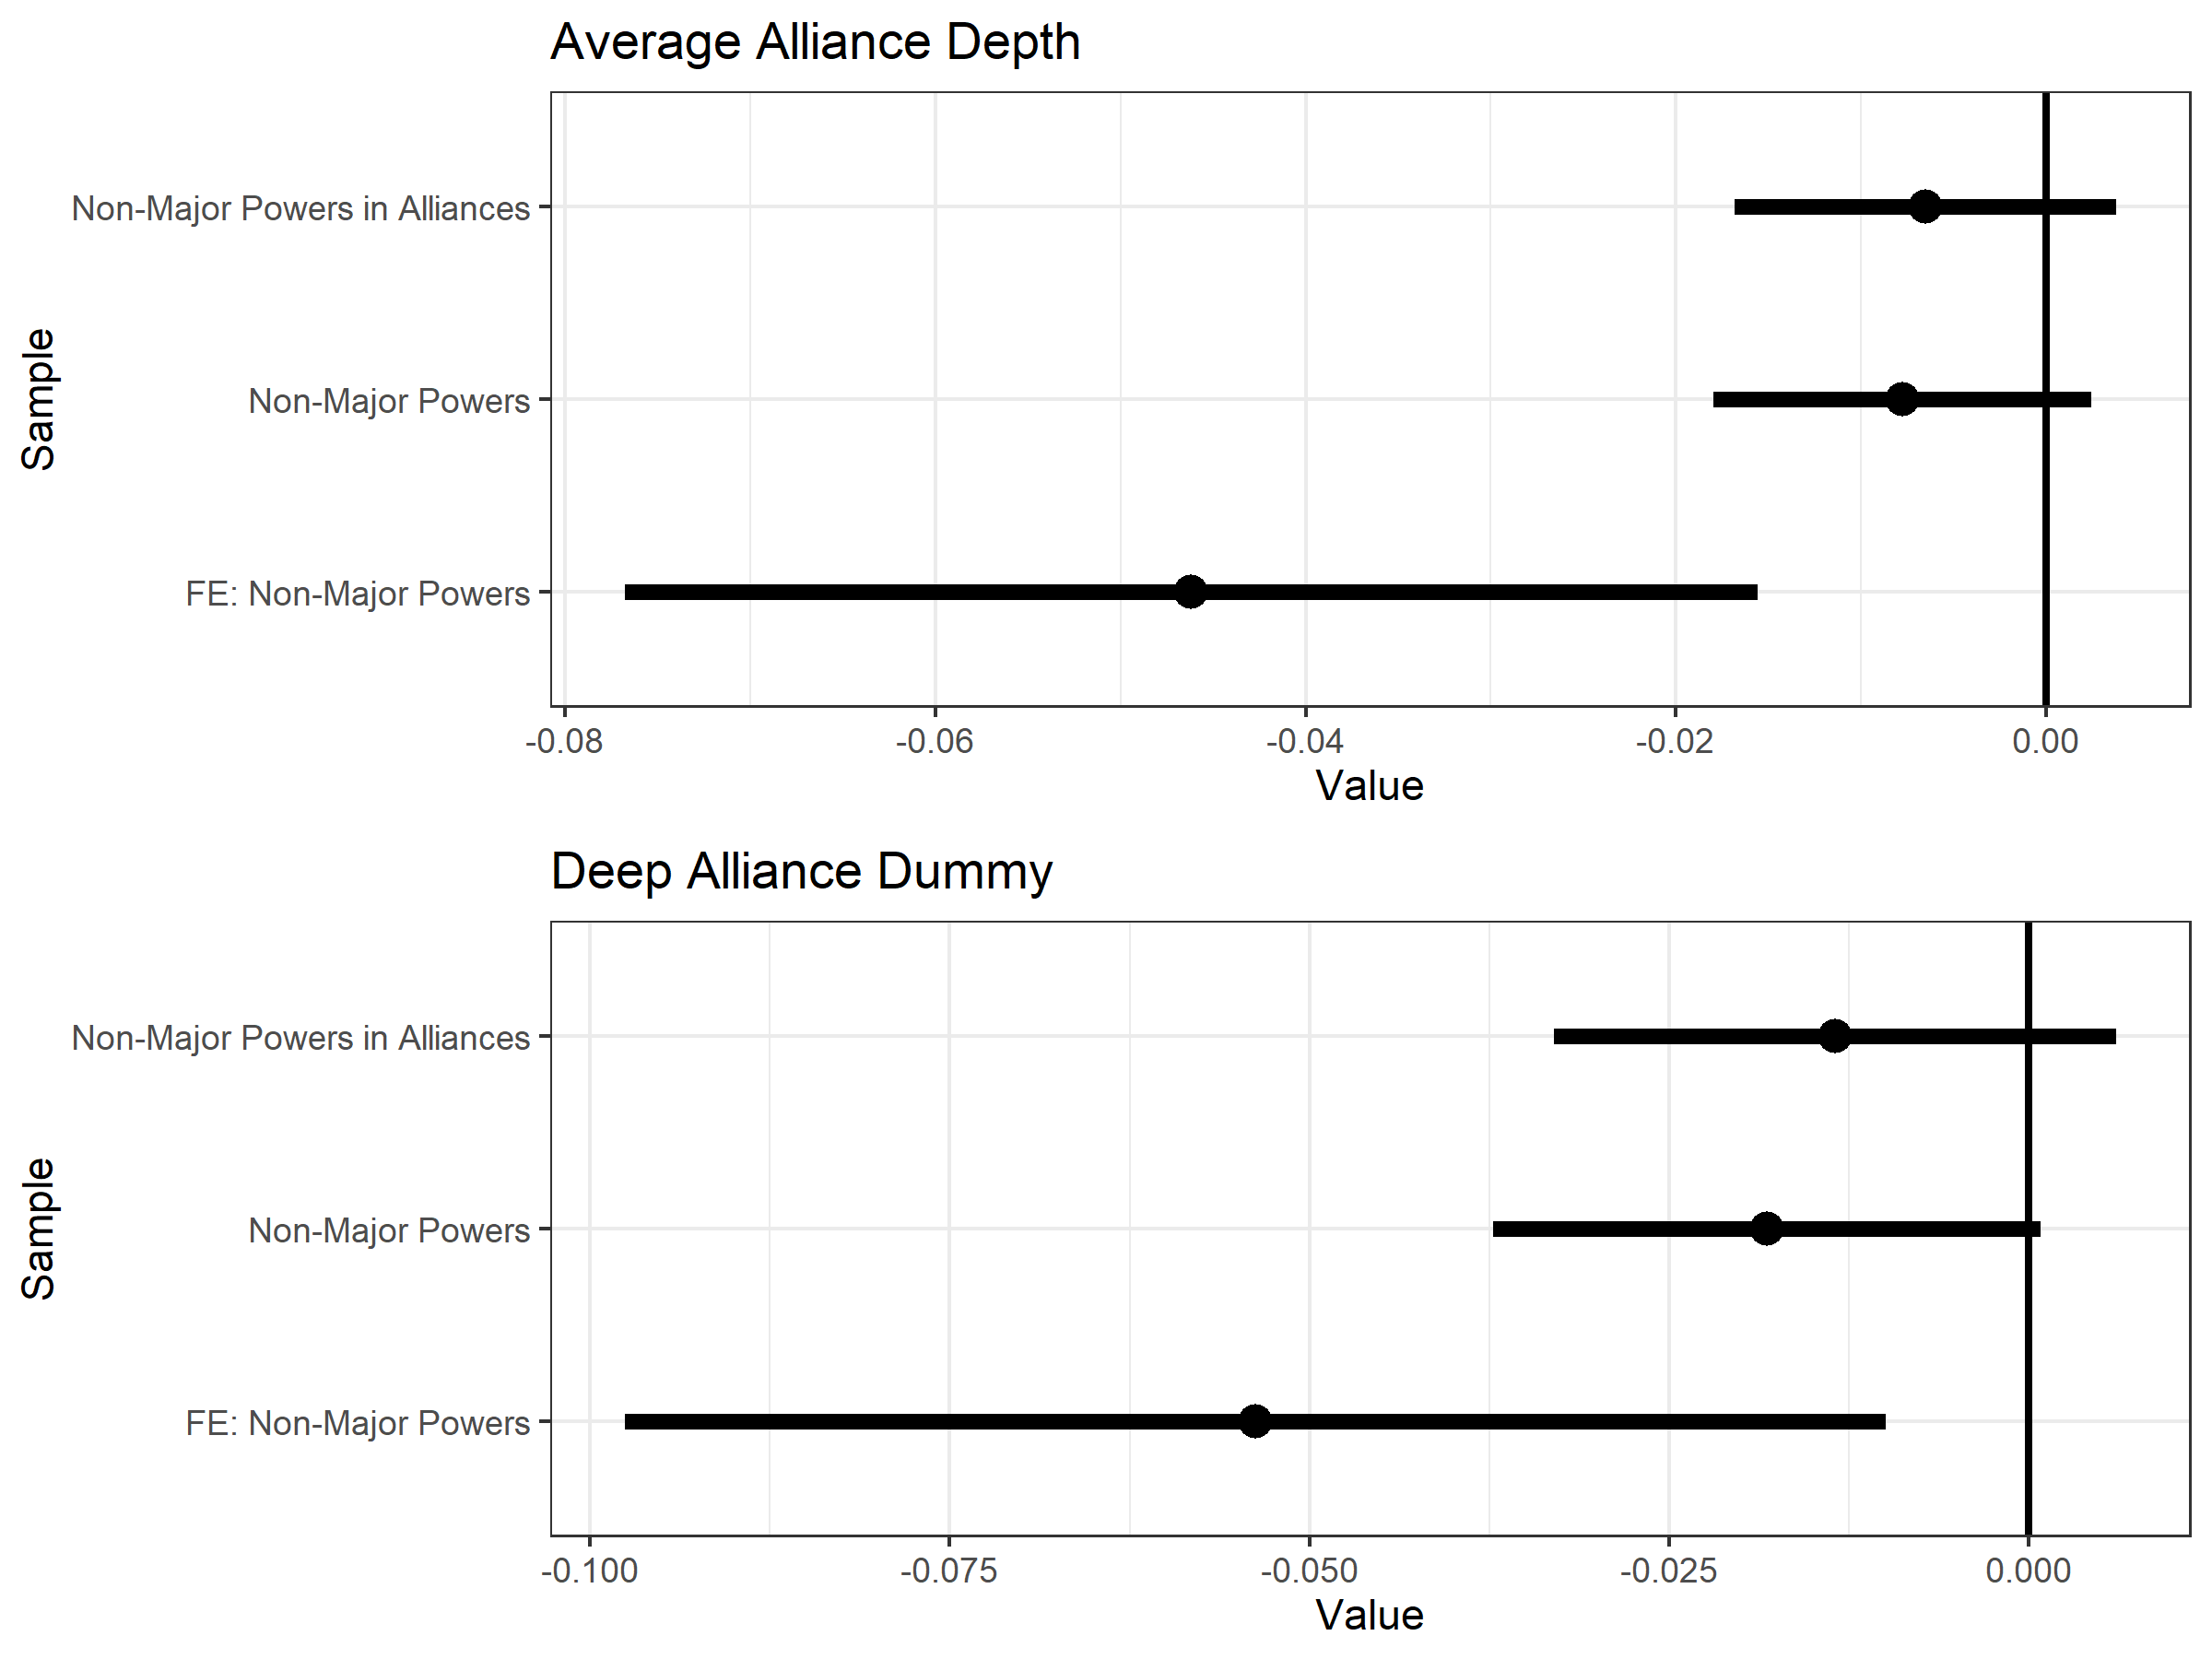 Average Alliance Depth
Sample
Non-Major Powers in Alliances
Non-Major Powers
FE: Non-Major Powers
-0.08 -0.06 -0.04 -0.02 0.00
Value
Deep Alliance Dummy
Sample
Non-Major Powers in Alliances
Non-Major Powers
FE: Non-Major Powers
-0.100 -0.075 -0.050 -0.025 0.000
Value